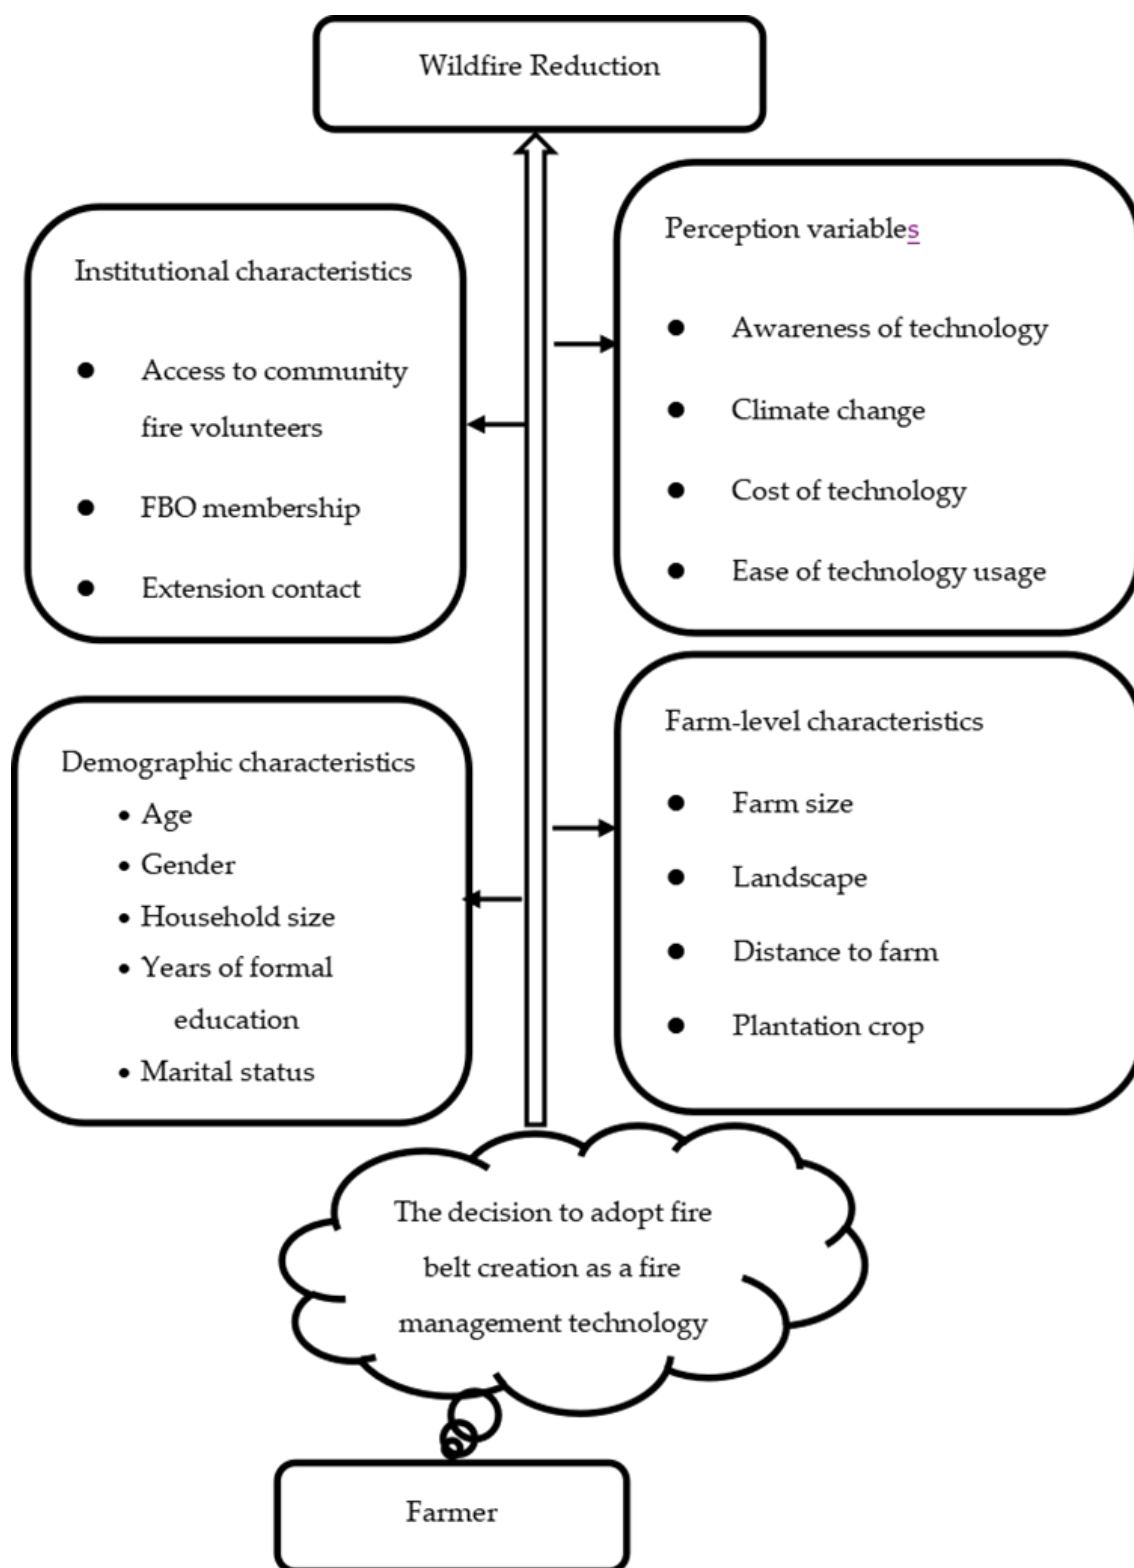 Wildfire Reduction
Institutional characteristics
● Access to community
fire volunteers
● FBO membership
● Extension contact
Perception variables
● Awareness of technology
● Climate change
● Cost of technology
● Ease of technology usage
Demographic characteristics
• Age
• Gender
• Household size
• Years of formal
education
• Marital status
Farm-level characteristics
● Farm size
● Landscape
● Distance to farm
● Plantation crop
The decision to adopt fire
belt creation as a fire
management technology
Farmer